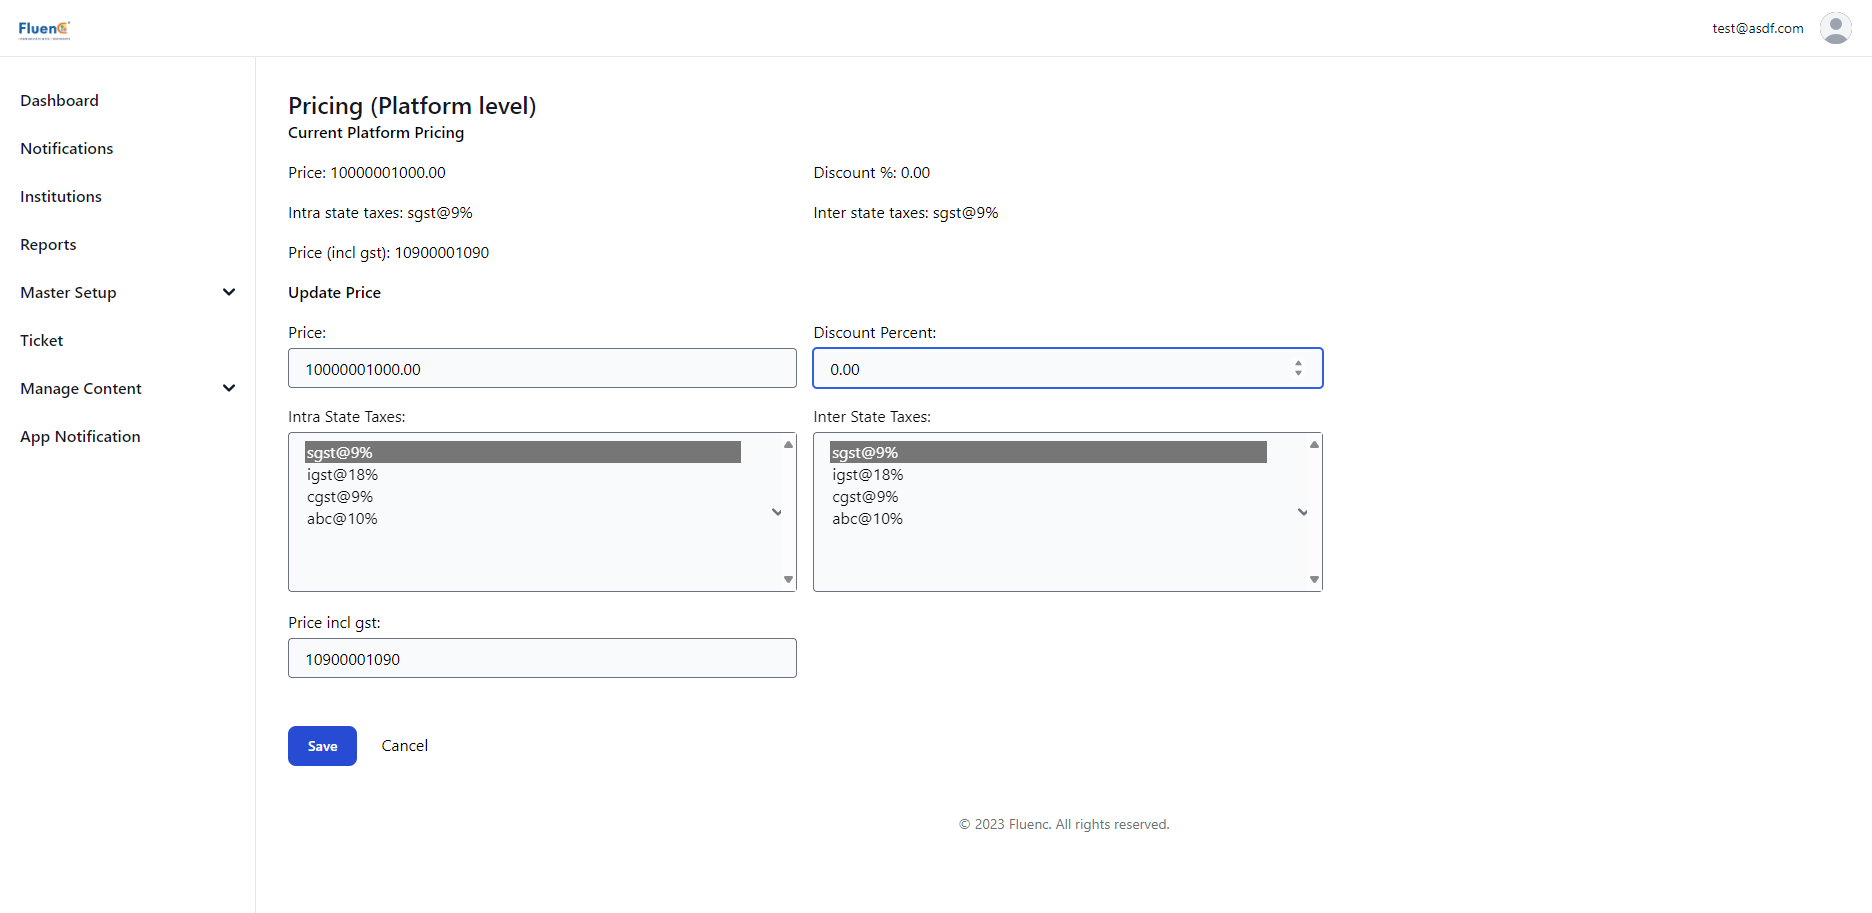 FluenC
test@asdf.com
Dashboard
Notifications
Institutions
Reports
Master Setup
Ticket
Manage Content
App Notification
Pricing (Platform level)
Current Platform Pricing
Price: 10000001000.00
Discount %: 0.00
Intra state taxes: sgst@9%
Inter state taxes: sgst@9%
Price (incl gst): 10900001090
Update Price
Price:
Discount Percent:
10000001000.00
0.00
Intra State Taxes:
Inter State Taxes:
sgst@9%
igst@18%
cgst@9%
abc@10%
sgst@9%
igst@18%
cgst@9%
abc@10%
Price incl gst:
10900001090
Save
Cancel
© 2023 Fluenc. All rights reserved.